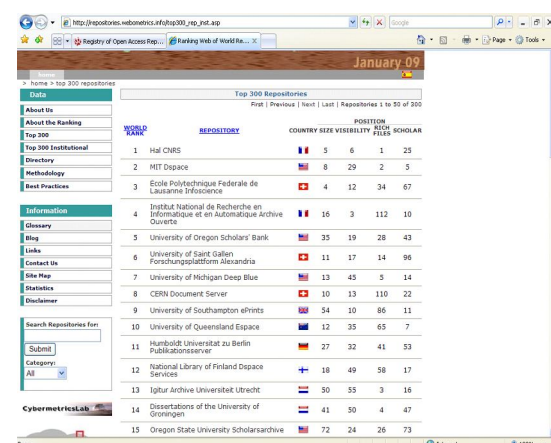 http://repositories.webometrics.info/top300_rep_inst.asp
Google
Registry of Open Access Rep...
Ranking Web of World Re...
Page
Tools
January 09
home
> home > top 300 repositories
Data
About Us
About the Ranking
Top 300
Top 300 Institutional
Directory
Methodology
Best Practices
Information
Glossary
Blog
Links
Contact Us
Site Map
Statistics
Disclaimer
Search Repositories for:
Submit
Category:
All
CybermetricsLab
Top 300 Repositories
First | Previous | Next | Last | Repositories 1 to 50 of 300
POSITION
WORLD RANK REPOSITORY COUNTRY SIZE VISIBILITY RICH FILES SCHOLAR
1 Hal CNRS 5 6 1 25
2 MIT Dspace 8 29 2 5
3 Ecole Polytechnique Federale de Lausanne Infoscience 4 12 34 67
4 Institut National de Recherche en Informatique et en Automatique Archive Ouverte 16 3 112 10
5 University of Oregon Scholars' Bank 35 19 28 43
6 University of Saint Gallen Forschungsplattform Alexandria 11 17 14 96
7 University of Michigan Deep Blue 13 45 5 14
8 CERN Document Server 10 13 110 22
9 University of Southampton ePrints 54 10 86 11
10 University of Queensland Espace 12 35 65 7
11 Humboldt Universitat zu Berlin Publikationsserver 27 32 41 53
12 National Library of Finland Dspace Services 18 49 58 17
13 Igitur Archive Universiteit Utrecht 50 55 3 16
14 Dissertations of the University of Groningen 41 50 4 47
15 Oregon State University Scholarsarchive 72 24 26 73